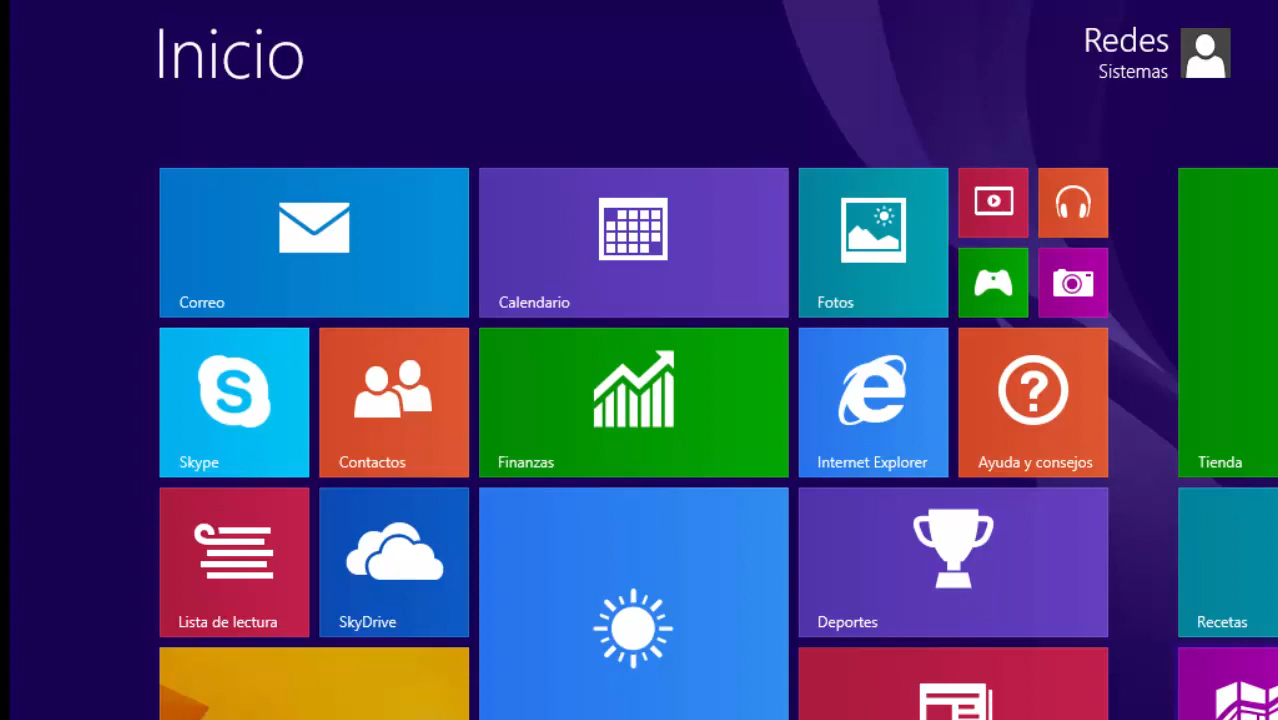 Inicio
Redes
Sistemas
Correo
Calendario
Fotos
Skype
Contactos
Finanzas
Internet Explorer
Ayuda y consejos
Tienda
Lista de lectura
SkyDrive
Deportes
Recetas